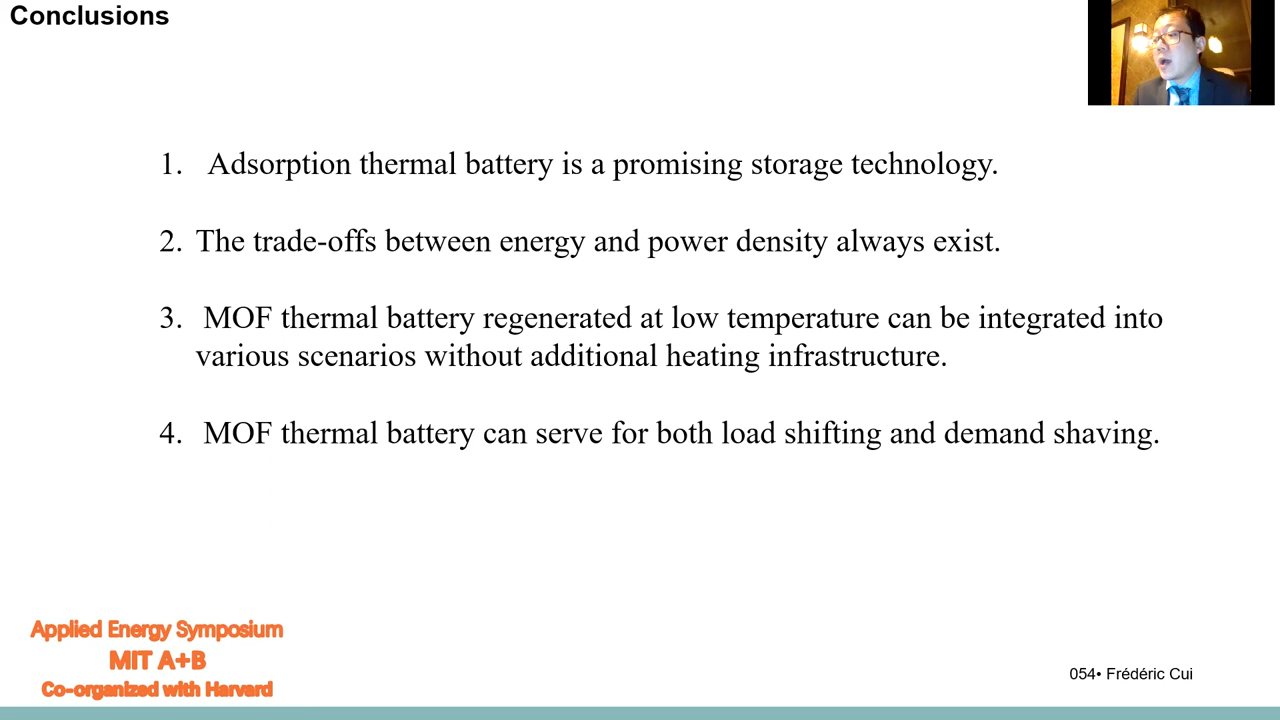 Conclusions
1. Adsorption thermal battery is a promising storage technology.
2. The trade-offs between energy and power density always exist.
3. MOF thermal battery regenerated at low temperature can be integrated into
various scenarios without additional heating infrastructure.
4. MOF thermal battery can serve for both load shifting and demand shaving.
Applied Energy Symposium
MIT A+B
Co-organized with Harvard
054• Frédéric Cui